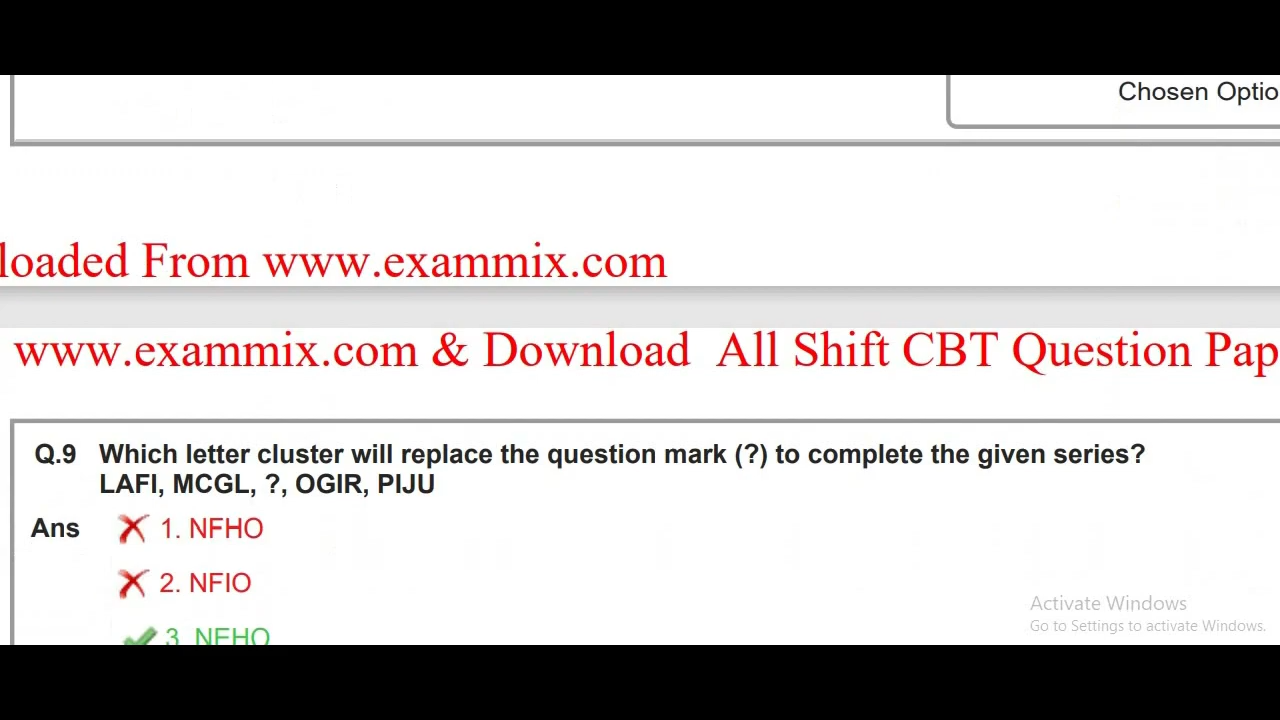 Chosen Optio
loaded From www.exammix.com
www.exammix.com & Download All Shift CBT Question Pap
Q.9 Which letter cluster will replace the question mark (?) to complete the given series?
LAFI, MCGL, ?, OGIR, PIJU
Ans 1. NFHO
2. NFIO
3. NEHO
Activate Windows
Go to Settings to activate Windows.